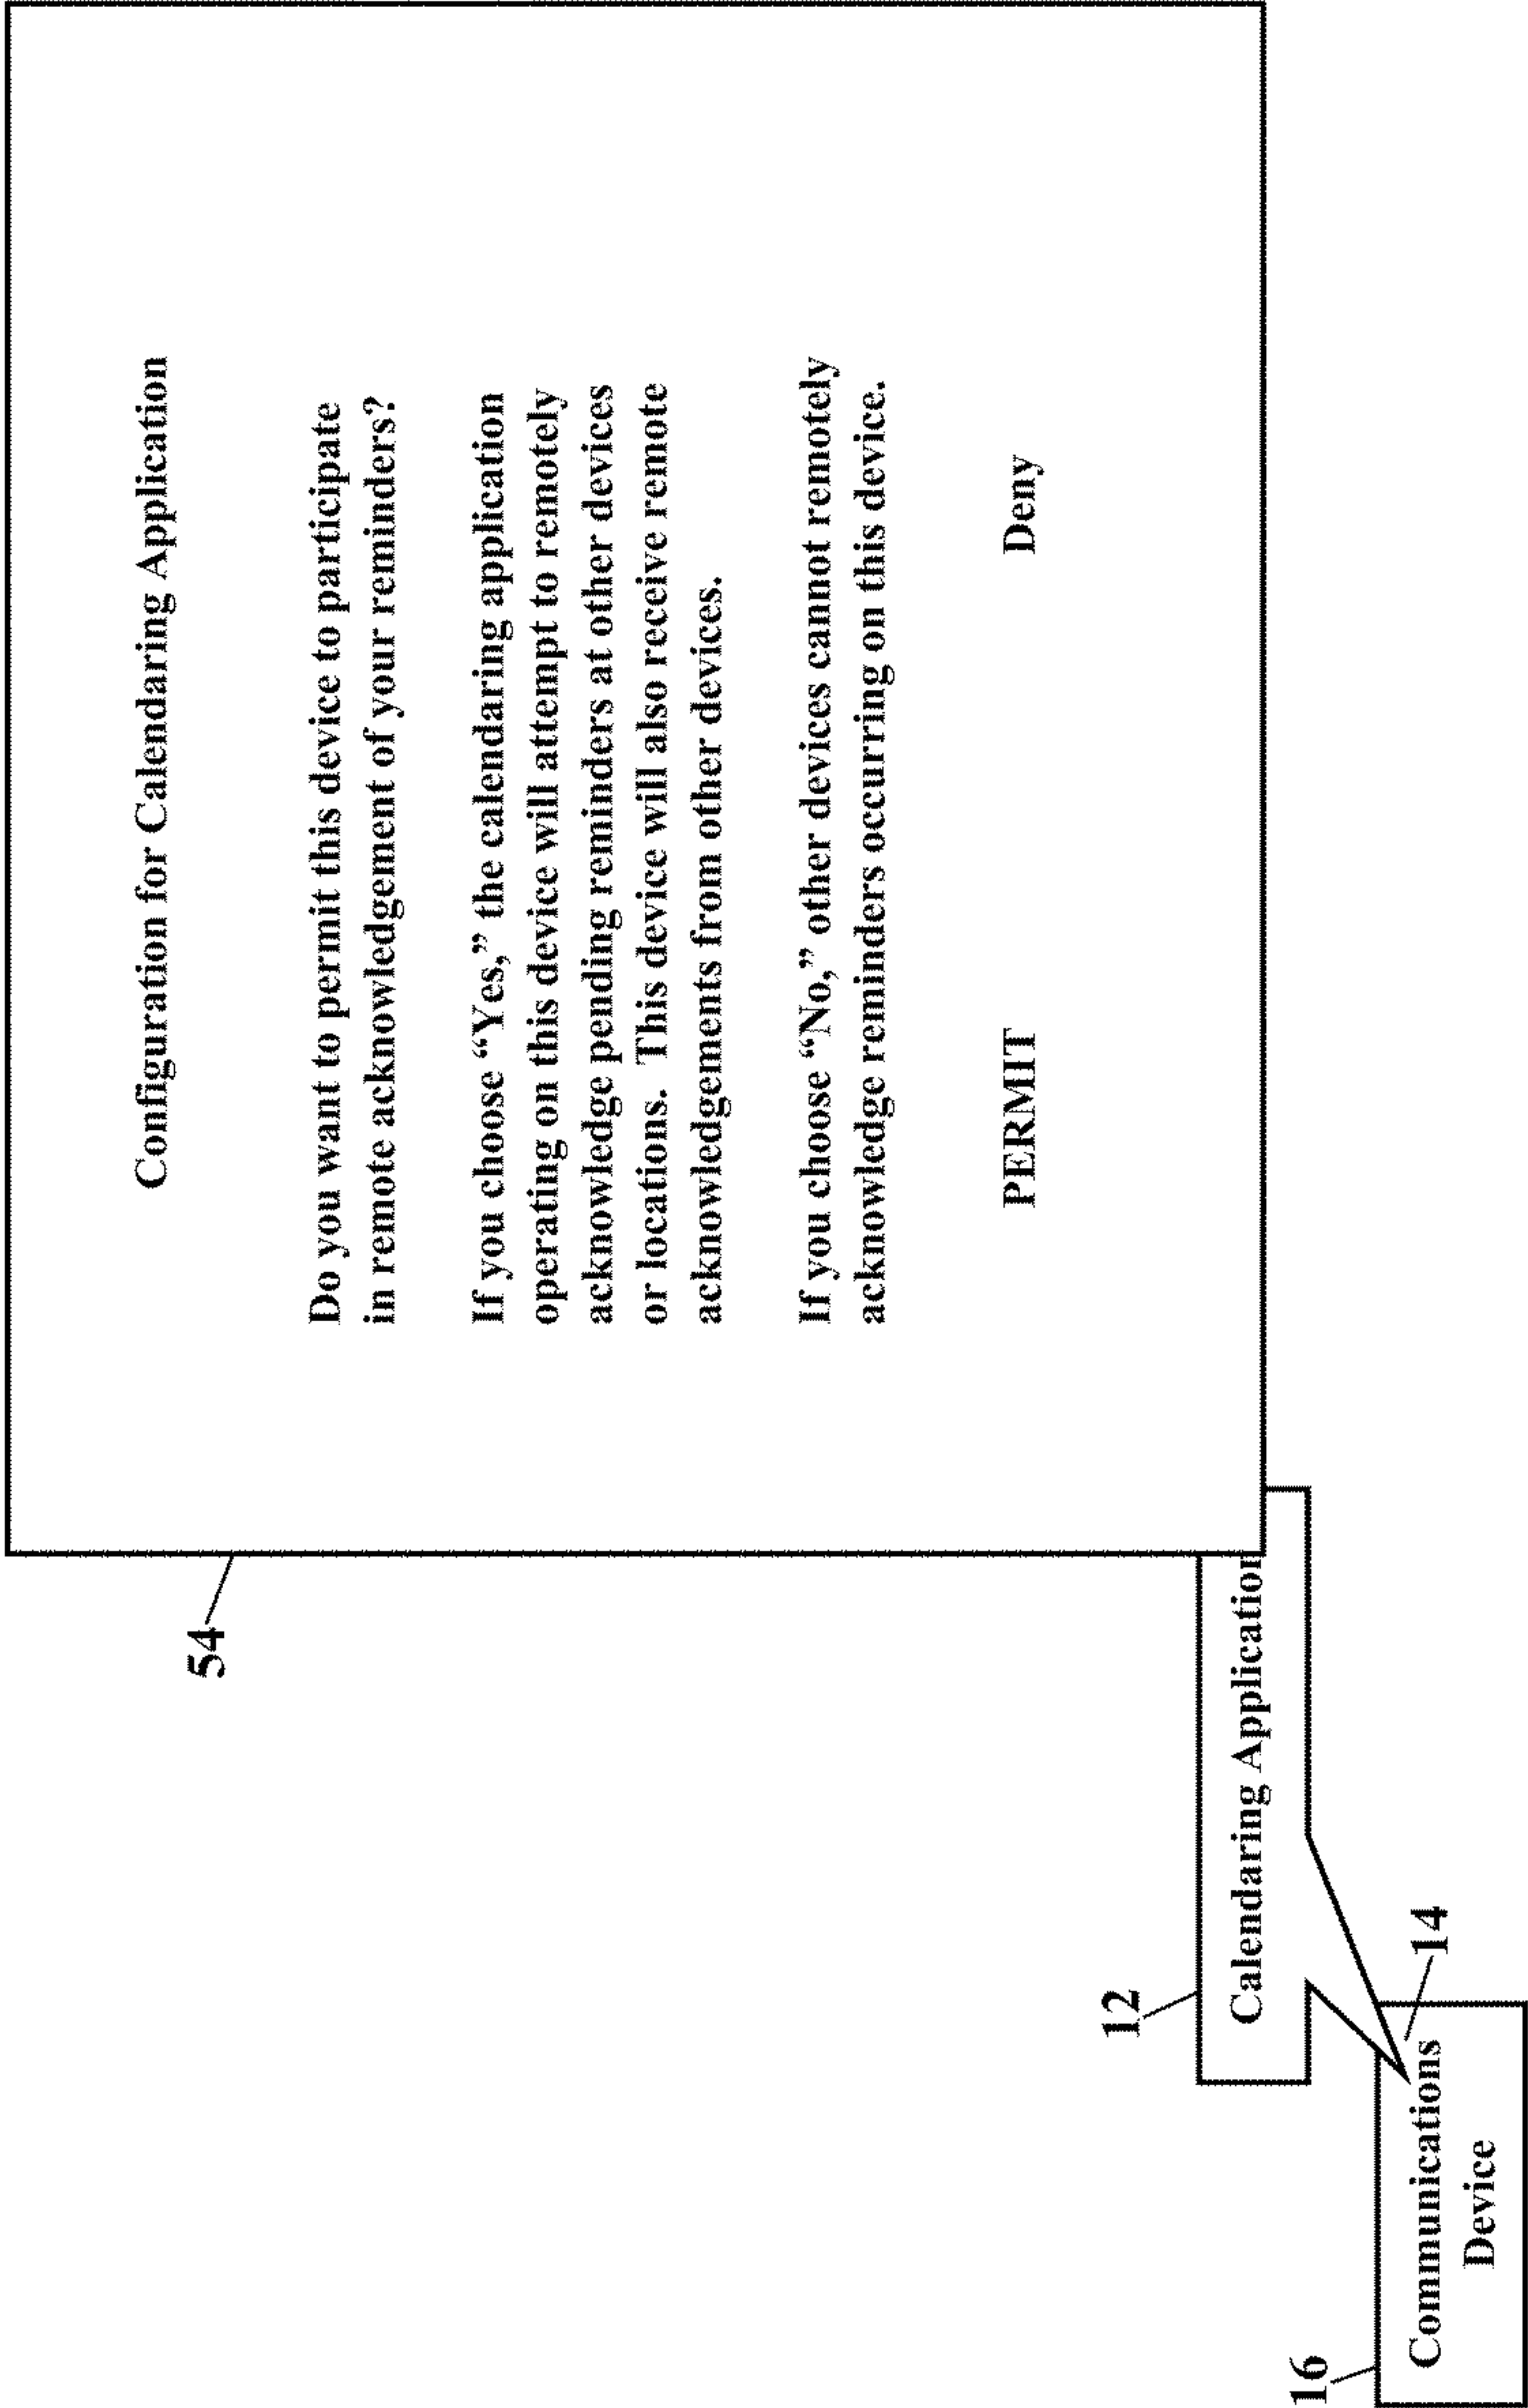 Configuration for Calendaring Application
Do you want to permit this device to participate
in remote acknowledgement of your reminders?
If you choose “Yes,” the calendaring application
operating on this device will attempt to remotely
acknowledge pending reminders at other devices
or locations.  This device will also receive remote
acknowledgements from other devices.
If you choose “No,” other devices cannot remotely
acknowledge reminders occurring on this device.
PERMIT Deny
54
12
Calendaring Application
14
16
Communications
Device